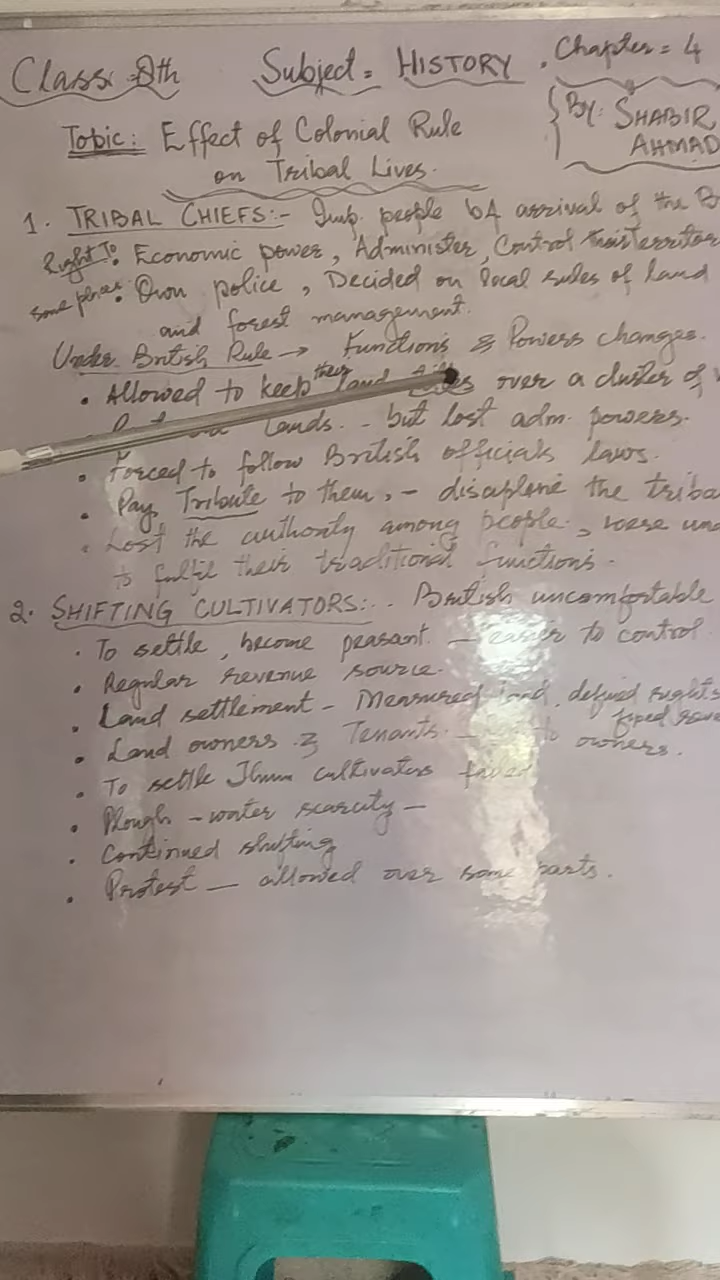 Class: 8th Subject = HISTORY . Chapter = 4
By: SHABIR
AHMAD
Topic: Effect of Colonial Rule
on Tribal Lives.
1. TRIBAL CHIEFS:- Imp. people b4 arrival of the B
Right To: Economic power, Administer, Control their territor
some places: Own police, Decided on local rules of land
and forest management.
Under British Rule → Functions & Powers changes.
• Allowed to keep their land titles over a cluster of
lands. - but lost adm. powers.
• Forced to follow British officials laws.
• Pay Tribute to them, - disaplene the triba
• Lost the authority among people, were una
to fulfil their traditional functions.
2. SHIFTING CULTIVATORS:- . British uncomfortable
• To settle, become peasant. - easier to control
• Regular revenue source.
• Land settlement - Measured land, defined rights
fixed reve
• Land owners & Tenants. - to owners.
• To settle Jhum cultivators
• Plough - water scarcity -
• Continued shifting
• Protest - allowed over some parts.